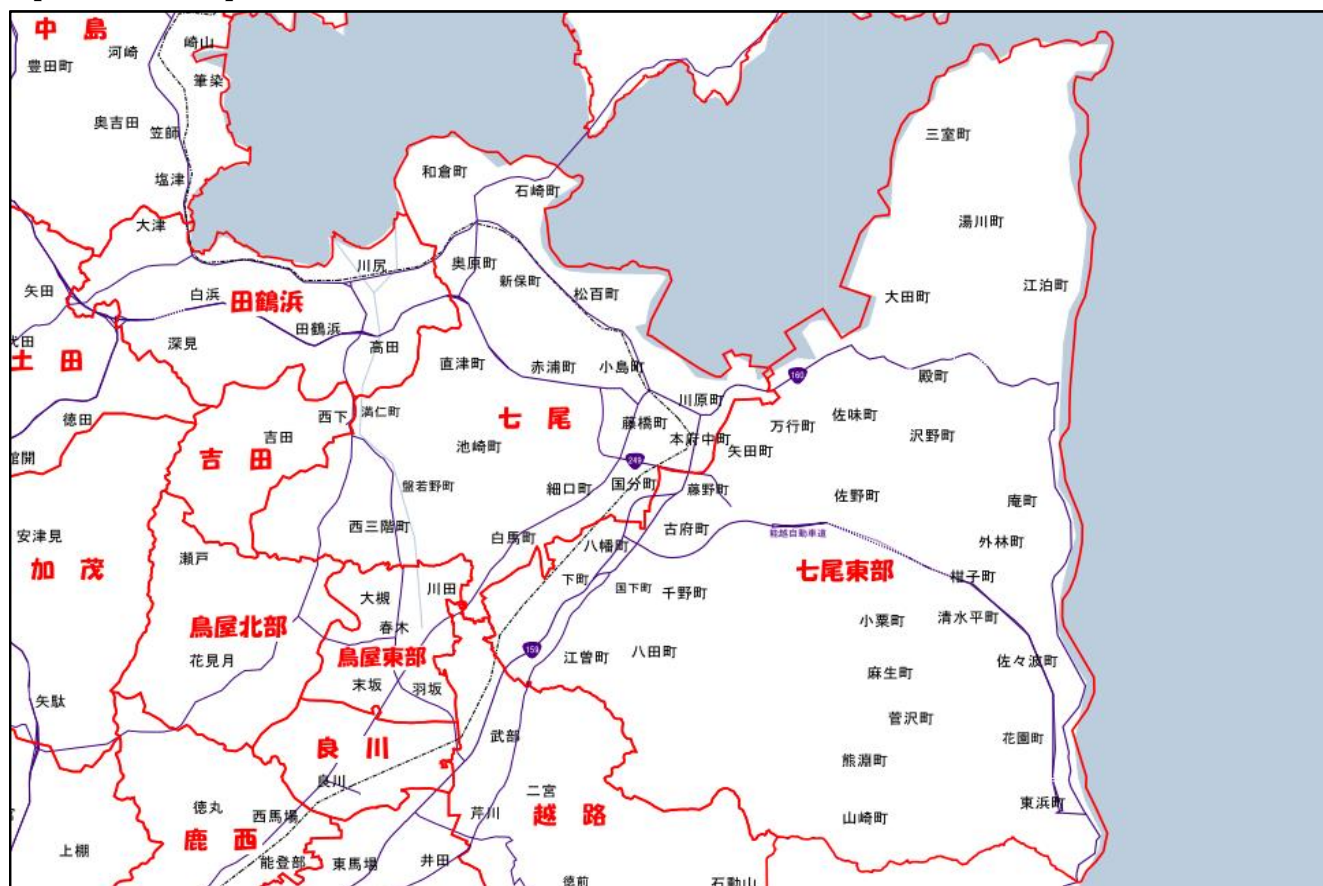 中島
崎山
河崎
豊田町
筆染
奥吉田
笠師
三室町
和倉町
塩津
石崎町
大津
湯川町
奥原町
川尻
新保町
矢田
白浜
松百町
大田町
江泊町
田鶴浜
田鶴浜
深見
高田
土田
直津町
赤浦町
小島町
160
殿町
川原町
徳田
西下
満仁町
七尾
藤橋町
佐味町
万行町
吉田
吉田
池崎町
本府中町
矢田町
沢野町
249
盤若野町
細口町
国分町
藤野町
佐野町
庵町
安津見
西三階町
白馬町
八幡町
古府町
能越自動車道
外林町
加茂
瀬戸
七尾東部
柑子町
川田
下町
国下町
千野町
大槻
鳥屋北部
春木
小粟町
清水平町
159
花見月
鳥屋東部
江曽町
八田町
佐々波町
末坂
羽坂
麻生町
矢駄
菅沢町
武部
花園町
良川
熊淵町
良川
二宮
徳丸
西馬場
芹川
越路
東浜町
山崎町
鹿西
上棚
能登部
東馬場
井田
徳前
石動山